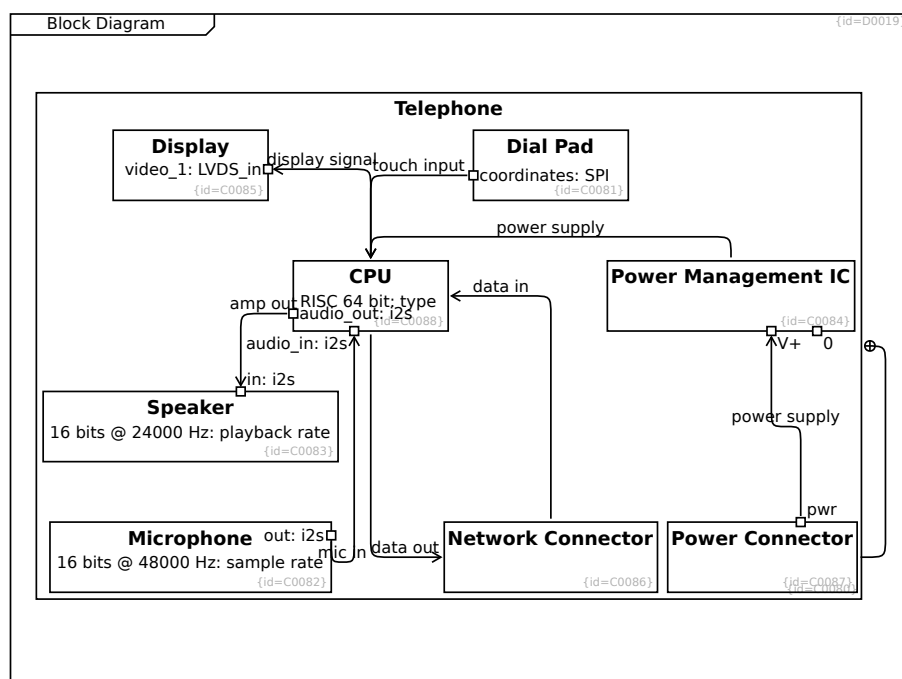 Block Diagram
{id=D0019}
Telephone
Display
video_1: LVDS_in
{id=C0085}
display signal
touch input
Dial Pad
coordinates: SPI
{id=C0081}
power supply
CPU
RISC 64 bit: type
audio_out: i2s
{id=C0088}
amp out
audio_in: i2s
data in
Power Management IC
{id=C0084}
V+
0
in: i2s
Speaker
16 bits @ 24000 Hz: playback rate
{id=C0083}
power supply
pwr
Microphone
out: i2s
16 bits @ 48000 Hz: sample rate
{id=C0082}
mic in
data out
Network Connector
{id=C0086}
Power Connector
{id=C0087}
{id=C0080}